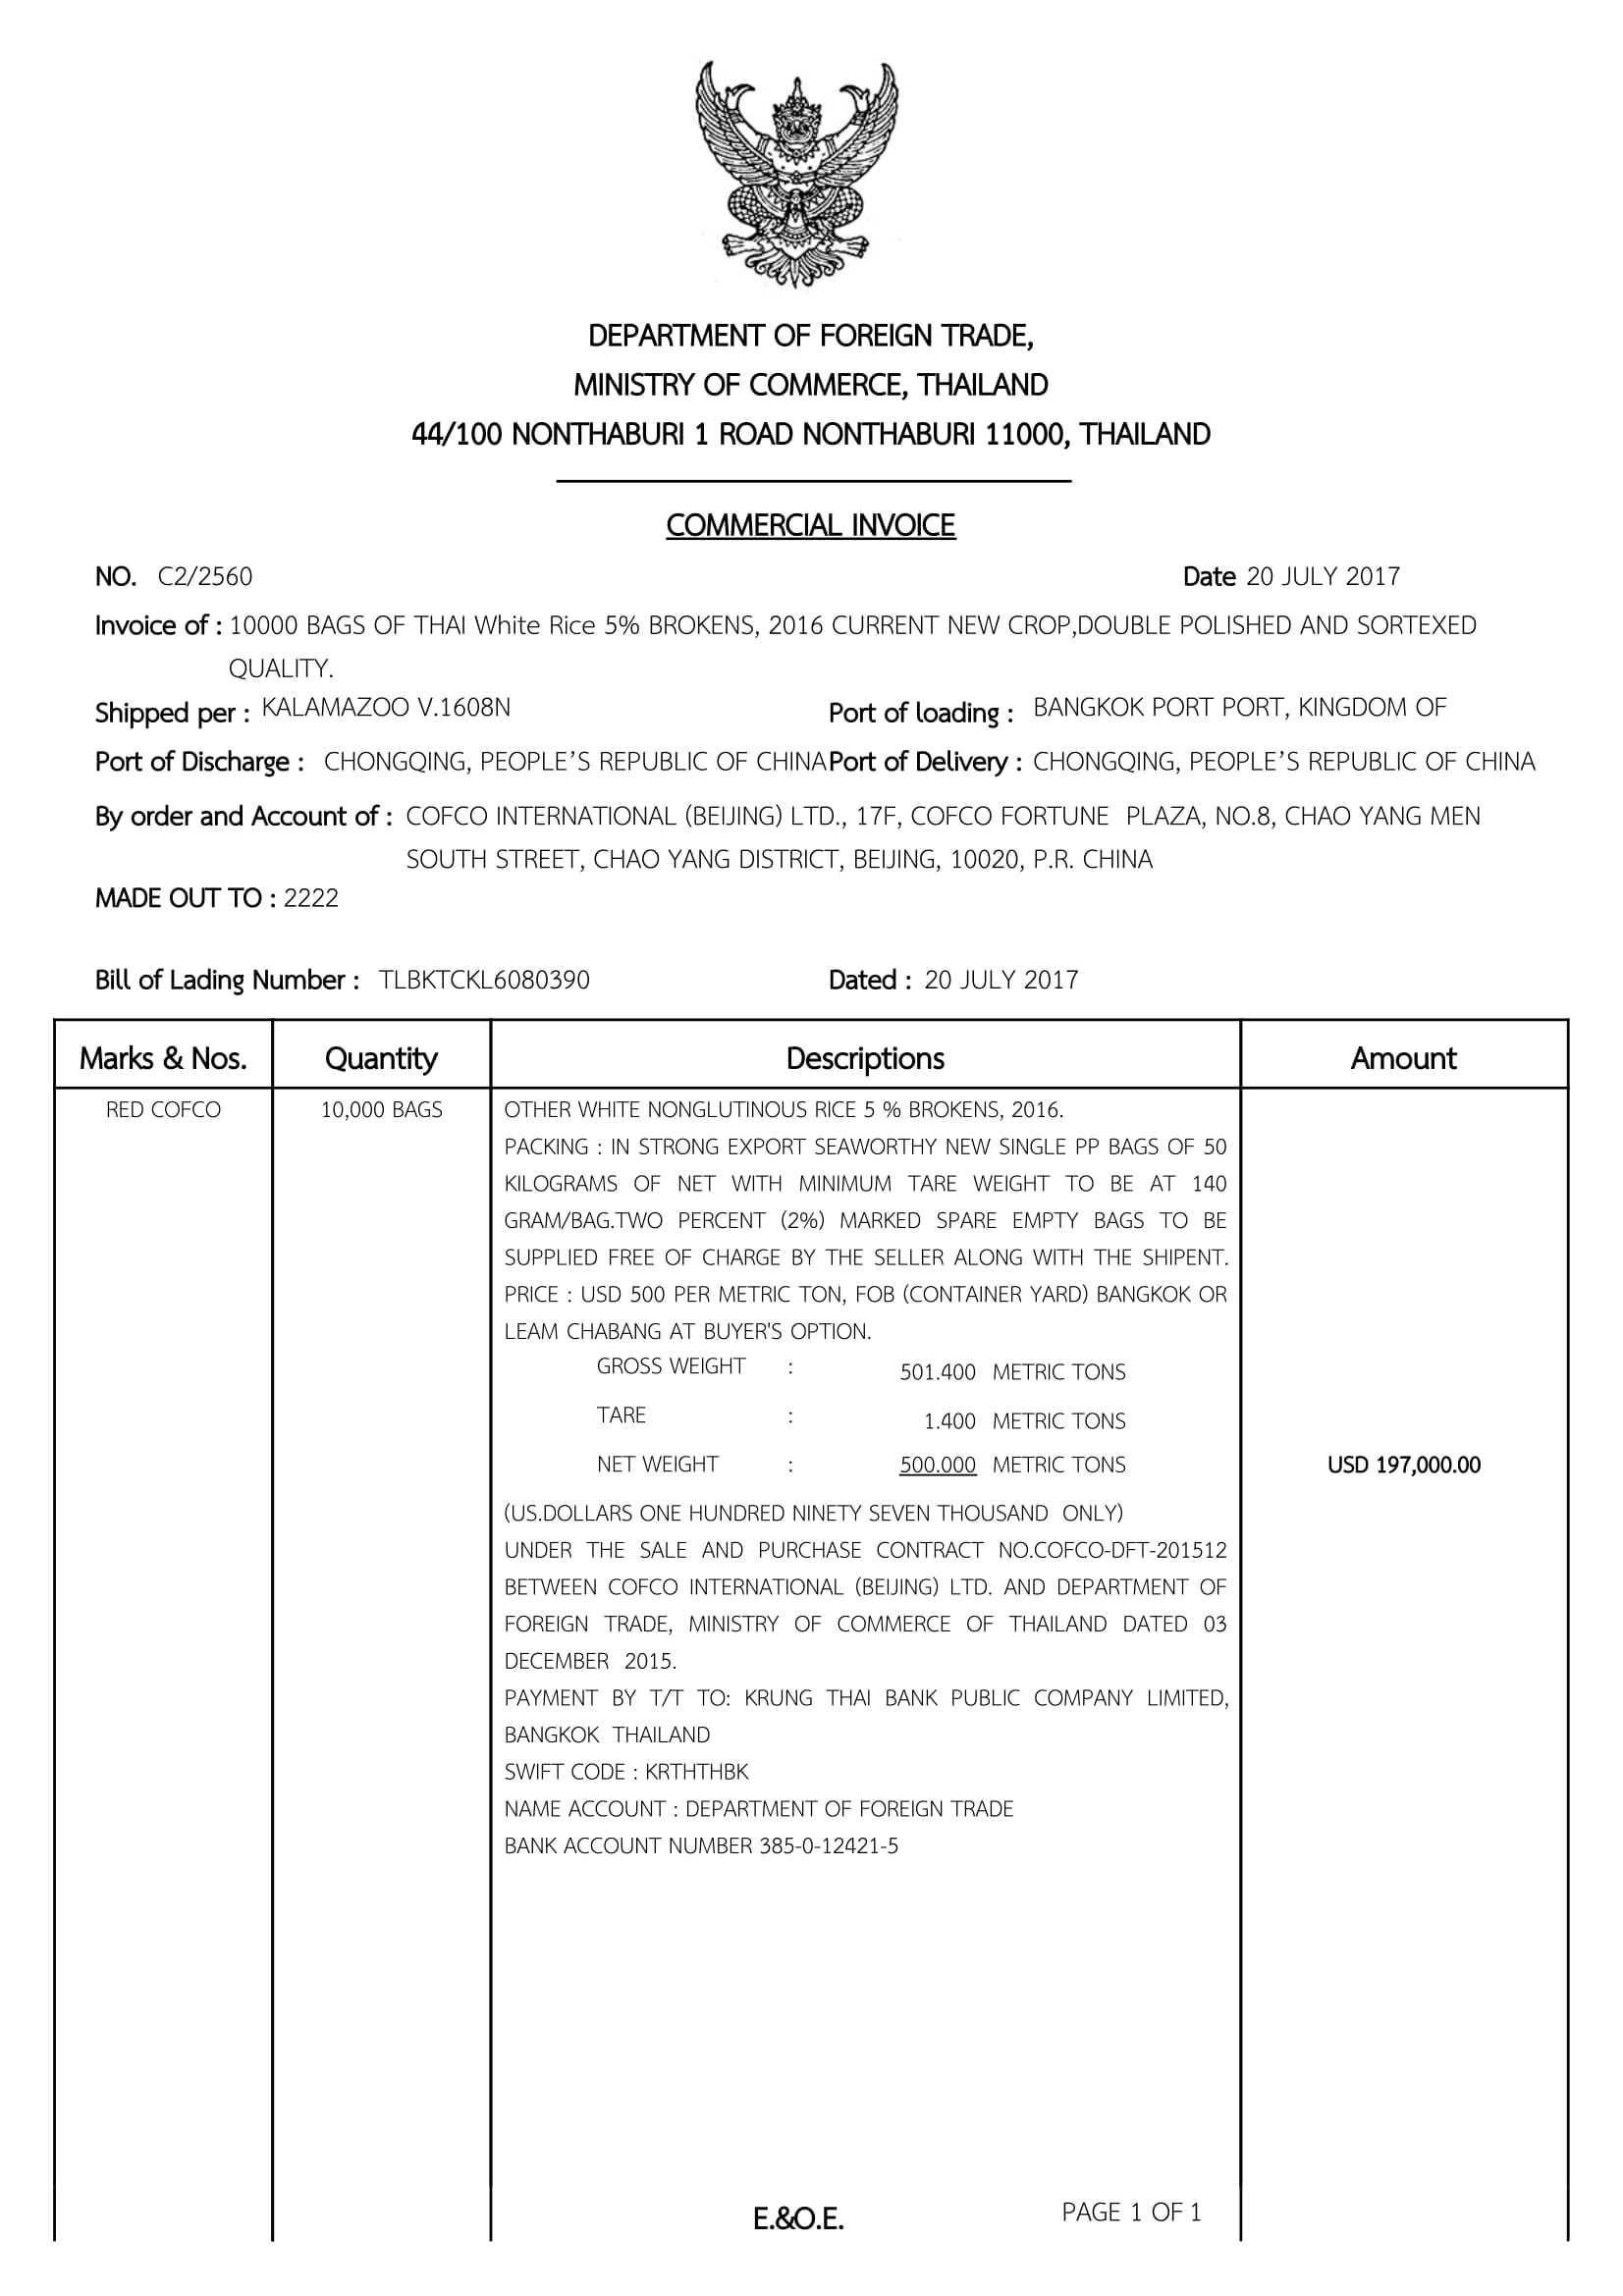 DEPARTMENT OF FOREIGN TRADE,
MINISTRY OF COMMERCE, THAILAND
44/100 NONTHABURI 1 ROAD NONTHABURI 11000, THAILAND
COMMERCIAL INVOICE
NO. C2/2560 Date 20 JULY 2017
Invoice of : 10000 BAGS OF THAI White Rice 5% BROKENS, 2016 CURRENT NEW CROP,DOUBLE POLISHED AND SORTEXED
QUALITY.
Shipped per : KALAMAZOO V.1608N Port of loading : BANGKOK PORT PORT, KINGDOM OF
Port of Discharge : CHONGQING, PEOPLE’S REPUBLIC OF CHINA Port of Delivery : CHONGQING, PEOPLE’S REPUBLIC OF CHINA
By order and Account of : COFCO INTERNATIONAL (BEIJING) LTD., 17F, COFCO FORTUNE PLAZA, NO.8, CHAO YANG MEN
SOUTH STREET, CHAO YANG DISTRICT, BEIJING, 10020, P.R. CHINA
MADE OUT TO : 2222
Bill of Lading Number : TLBKTCKL6080390 Dated : 20 JULY 2017
Marks & Nos. Quantity Descriptions Amount
RED COFCO 10,000 BAGS OTHER WHITE NONGLUTINOUS RICE 5 % BROKENS, 2016.
PACKING : IN STRONG EXPORT SEAWORTHY NEW SINGLE PP BAGS OF 50
KILOGRAMS OF NET WITH MINIMUM TARE WEIGHT TO BE AT 140
GRAM/BAG.TWO PERCENT (2%) MARKED SPARE EMPTY BAGS TO BE
SUPPLIED FREE OF CHARGE BY THE SELLER ALONG WITH THE SHIPENT.
PRICE : USD 500 PER METRIC TON, FOB (CONTAINER YARD) BANGKOK OR
LEAM CHABANG AT BUYER'S OPTION.
GROSS WEIGHT : 501.400 METRIC TONS
TARE : 1.400 METRIC TONS
NET WEIGHT : 500.000 METRIC TONS USD 197,000.00
(US.DOLLARS ONE HUNDRED NINETY SEVEN THOUSAND ONLY)
UNDER THE SALE AND PURCHASE CONTRACT NO.COFCO-DFT-201512
BETWEEN COFCO INTERNATIONAL (BEIJING) LTD. AND DEPARTMENT OF
FOREIGN TRADE, MINISTRY OF COMMERCE OF THAILAND DATED 03
DECEMBER 2015.
PAYMENT BY T/T TO: KRUNG THAI BANK PUBLIC COMPANY LIMITED,
BANGKOK THAILAND
SWIFT CODE : KRTHTHBK
NAME ACCOUNT : DEPARTMENT OF FOREIGN TRADE
BANK ACCOUNT NUMBER 385-0-12421-5
E.&O.E. PAGE 1 OF 1